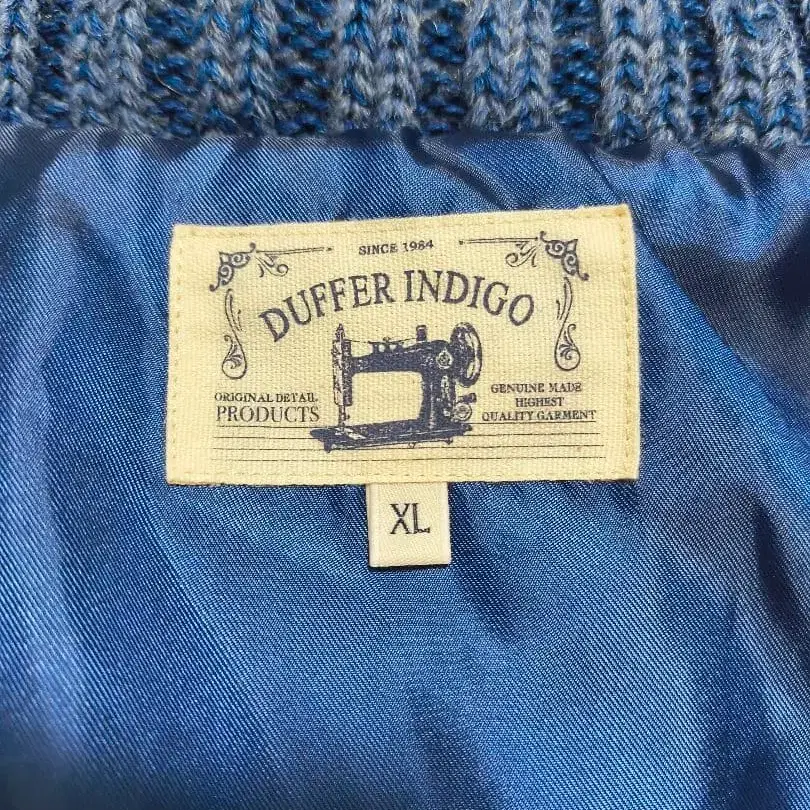 SINCE 1984
DUFFER INDIGO
ORIGINAL DETAIL
PRODUCTS
GENUINE MADE
HIGHEST
QUALITY GARMENT
XL